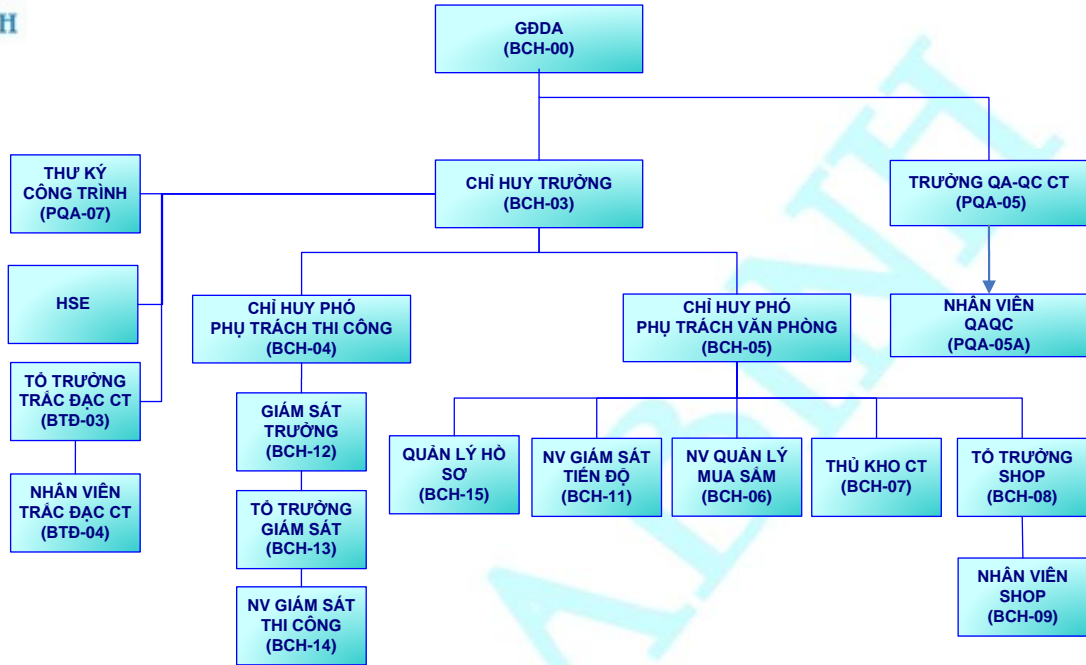 H
GĐDA
(BCH-00)
THƯ KÝ
CÔNG TRÌNH
(PQA-07)
CHỈ HUY TRƯỞNG
(BCH-03)
TRƯỞNG QA-QC CT
(PQA-05)
HSE
CHỈ HUY PHÓ
PHỤ TRÁCH THI CÔNG
(BCH-04)
CHỈ HUY PHÓ
PHỤ TRÁCH VĂN PHÒNG
(BCH-05)
NHÂN VIÊN
QAQC
(PQA-05A)
TỔ TRƯỞNG
TRẮC ĐẠC CT
(BTĐ-03)
GIÁM SÁT
TRƯỞNG
(BCH-12)
QUẢN LÝ HỒ
SƠ
(BCH-15)
NV GIÁM SÁT
TIẾN ĐỘ
(BCH-11)
NV QUẢN LÝ
MUA SẮM
(BCH-06)
THỦ KHO CT
(BCH-07)
TỔ TRƯỞNG
SHOP
(BCH-08)
NHÂN VIÊN
TRẮC ĐẠC CT
(BTĐ-04)
TỔ TRƯỞNG
GIÁM SÁT
(BCH-13)
NHÂN VIÊN
SHOP
(BCH-09)
NV GIÁM SÁT
THI CÔNG
(BCH-14)
ABINH